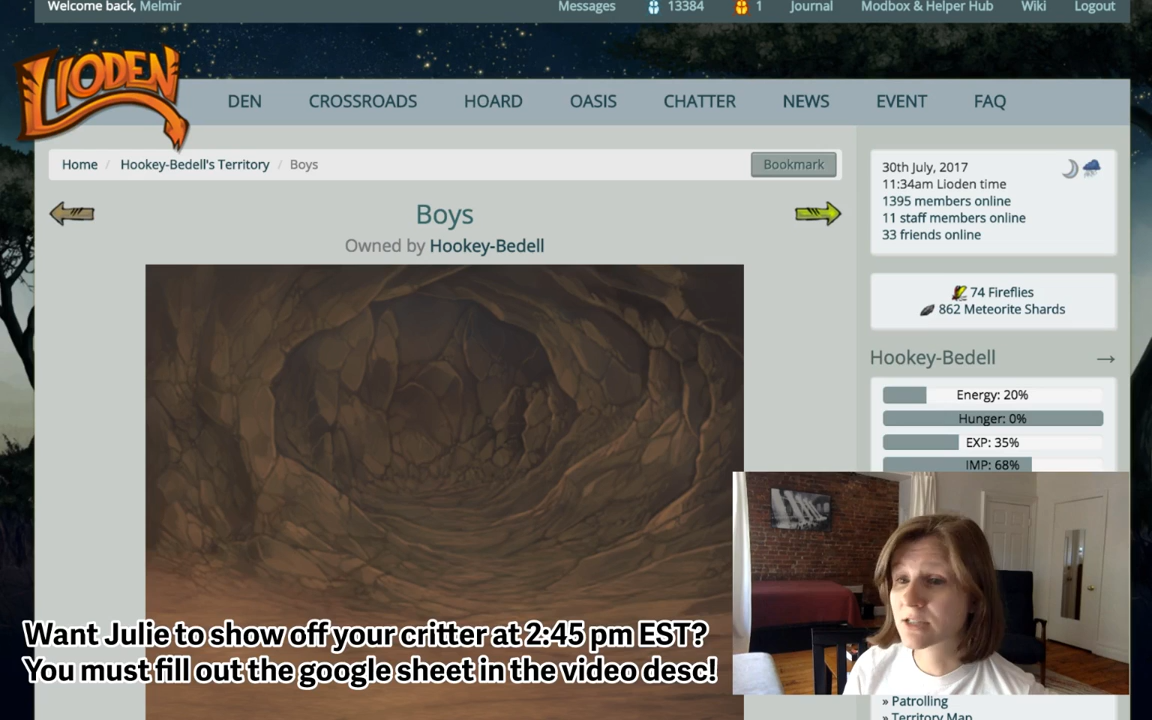 Welcome back, Melmir
Messages
13384
1
Journal
Modbox & Helper Hub
Wiki
Logout
LIODEN
DEN
CROSSROADS
HOARD
OASIS
CHATTER
NEWS
EVENT
FAQ
Home / Hookey-Bedell's Territory / Boys
Bookmark
Boys
Owned by Hookey-Bedell
30th July, 2017
11:34am Lioden time
1395 members online
11 staff members online
33 friends online
74 Fireflies
862 Meteorite Shards
Hookey-Bedell →
Energy: 20%
Hunger: 0%
EXP: 35%
IMP: 68%
Want Julie to show off your critter at 2:45 pm EST?
You must fill out the google sheet in the video desc!
» Patrolling
» Territory Map